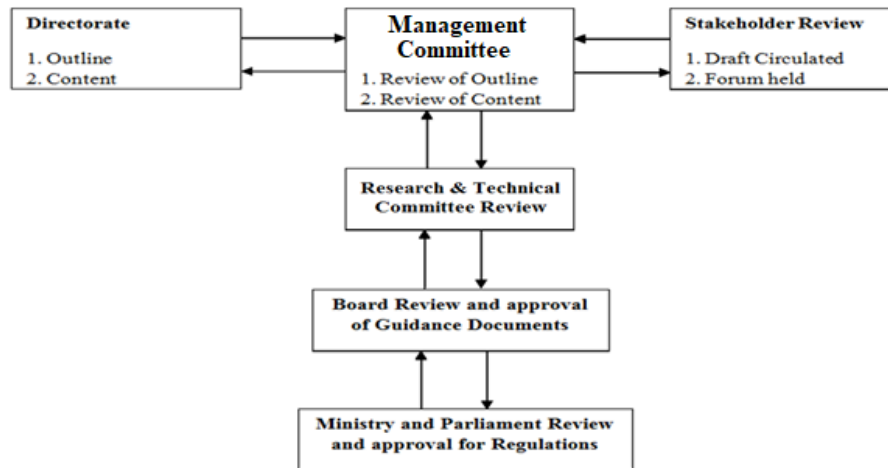 Directorate
1. Outline
2. Content
Management
Committee
1. Review of Outline
2. Review of Content
Stakeholder Review
1. Draft Circulated
2. Forum held
Research & Technical
Committee Review
Board Review and approval
of Guidance Documents
Ministry and Parliament Review
and approval for Regulations